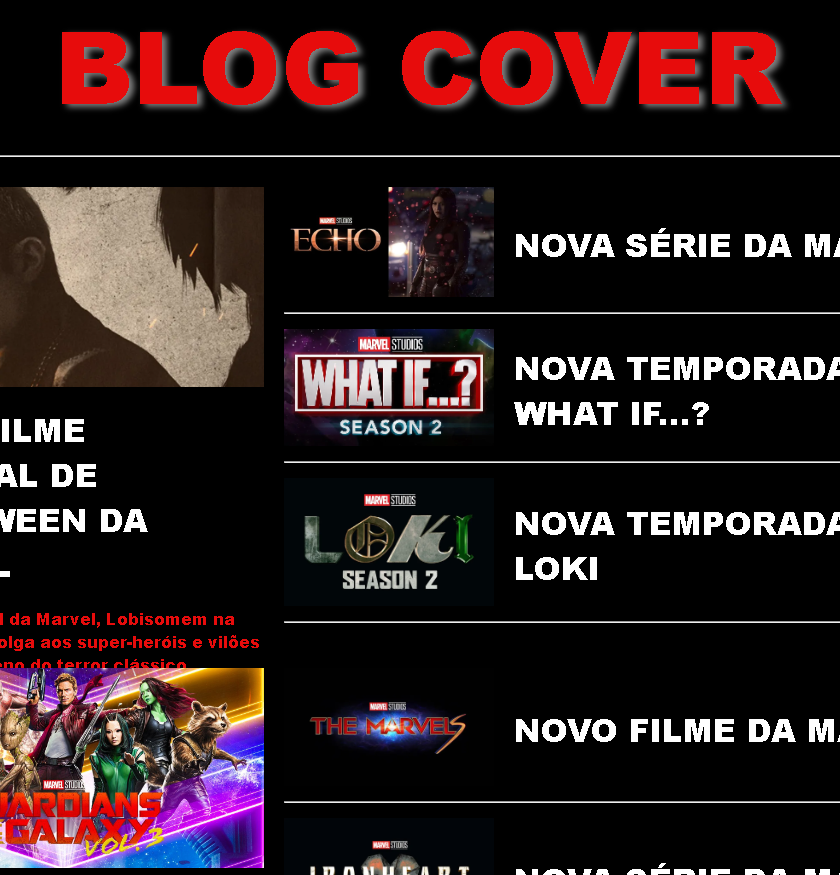 BLOG COVER
ILME
AL DE
WEEN DA
l da Marvel, Lobisomem na
olga aos super-heróis e vilões
eno do terror clássico
MARVEL STUDIOS
ARDIANS
GALAXY
VOL. 3
MARVEL STUDIOS
ECHO
NOVA SÉRIE DA MA
MARVEL STUDIOS
WHAT IF...?
SEASON 2
NOVA TEMPORADA
WHAT IF...?
MARVEL STUDIOS
LOKI
SEASON 2
NOVA TEMPORADA
LOKI
MARVEL STUDIOS
THE MARVELS
NOVO FILME DA MA
MARVEL STUDIOS
IRONHEART
NOVA SÉRIE DA M